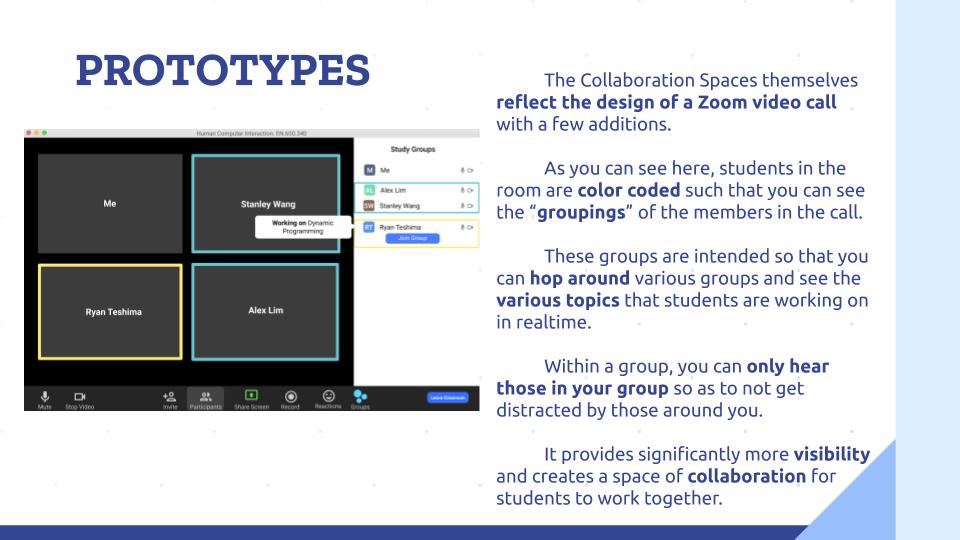 PROTOTYPES
Human Computer Interaction: EN.600.340
Me
Stanley Wang
Working on Dynamic
Programming
Ryan Teshima
Alex Lim
Study Groups
M Me
AL Alex Lim
SW Stanley Wang
RT Ryan Teshima
Join Group
Mute
Stop Video
Invite
Participants
Share Screen
Record
Reactions
Groups
Leave Classroom
The Collaboration Spaces themselves
reflect the design of a Zoom video call
with a few additions.
As you can see here, students in the
room are color coded such that you can see
the “groupings” of the members in the call.
These groups are intended so that you
can hop around various groups and see the
various topics that students are working on
in realtime.
Within a group, you can only hear
those in your group so as to not get
distracted by those around you.
It provides significantly more visibility
and creates a space of collaboration for
students to work together.